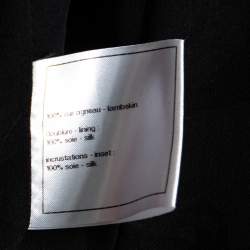 100% cuir agneau - lambskin
doublure - lining
100% soie - silk
incrustations - inset :
100% soie - silk